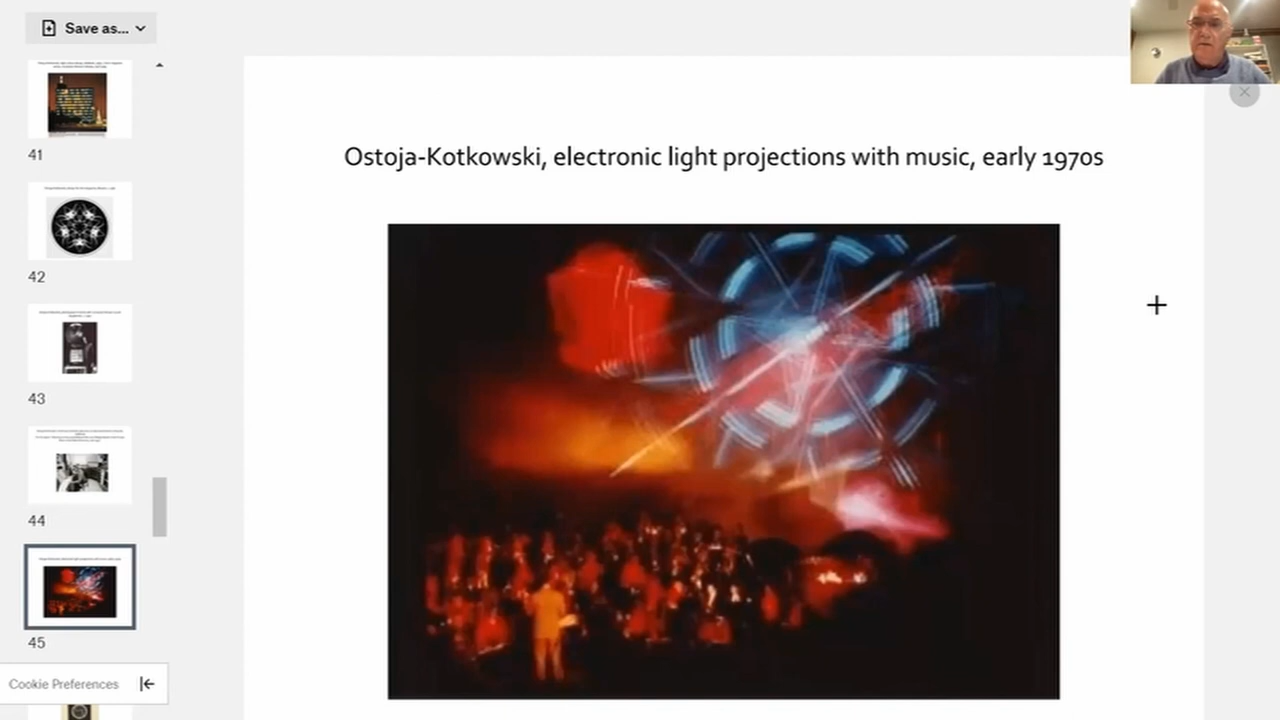 Save as...
41
42
43
44
45
Cookie Preferences
Ostoja-Kotkowski, electronic light projections with music, early 1970s